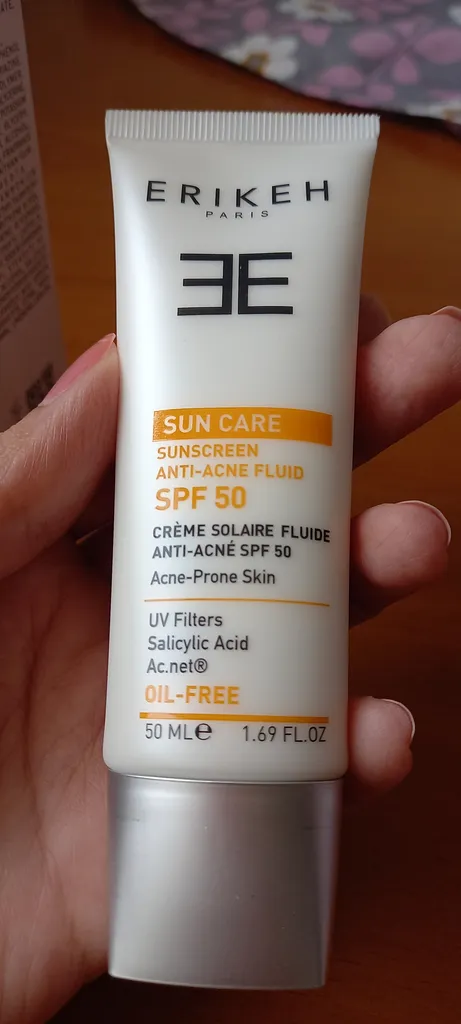 ERIKEH
PARIS
SUN CARE
SUNSCREEN
ANTI-ACNE FLUID
SPF 50
CRÈME SOLAIRE FLUIDE
ANTI-ACNÉ SPF 50
Acne-Prone Skin
UV Filters
Salicylic Acid
Ac.net®
OIL-FREE
50 ML℮ 1.69 FL.OZ